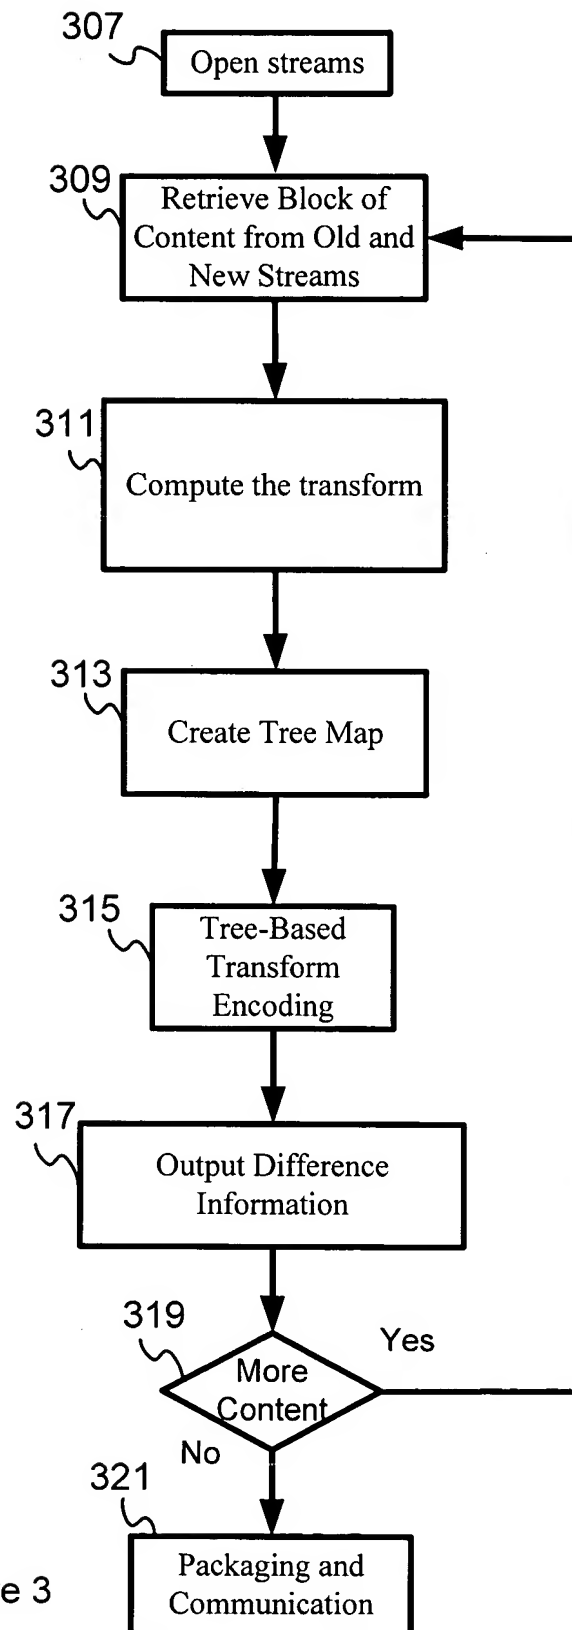 307
Open streams
309
Retrieve Block of
Content from Old and
New Streams
311
Compute the transform
313
Create Tree Map
315
Tree-Based
Transform
Encoding
317
Output Difference
Information
319
More
Content
Yes
No
321
Packaging and
Communication
e 3